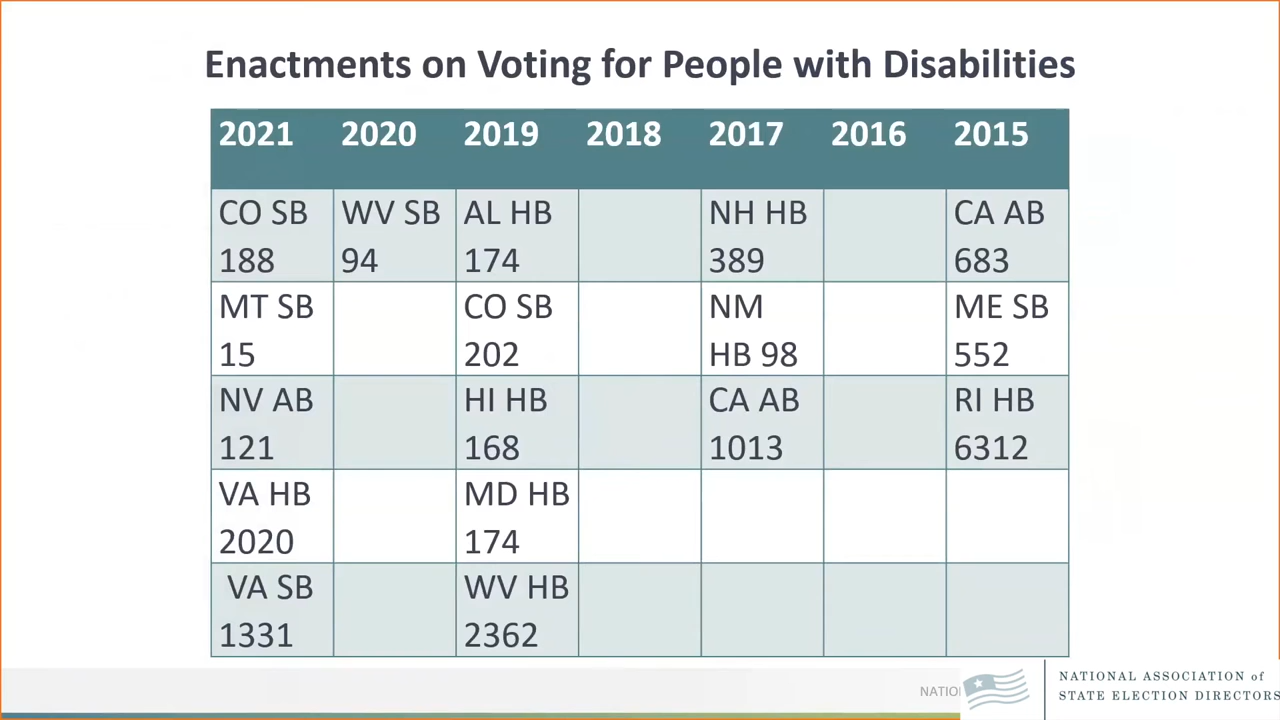 Enactments on Voting for People with Disabilities
2021 2020 2019 2018 2017 2016 2015
CO SB 188 WV SB 94 AL HB 174 NH HB 389 CA AB 683
MT SB 15 CO SB 202 NM HB 98 ME SB 552
NV AB 121 HI HB 168 CA AB 1013 RI HB 6312
VA HB 2020 MD HB 174
VA SB 1331 WV HB 2362
NATIONAL ASSOCIATION of
STATE ELECTION DIRECTORS